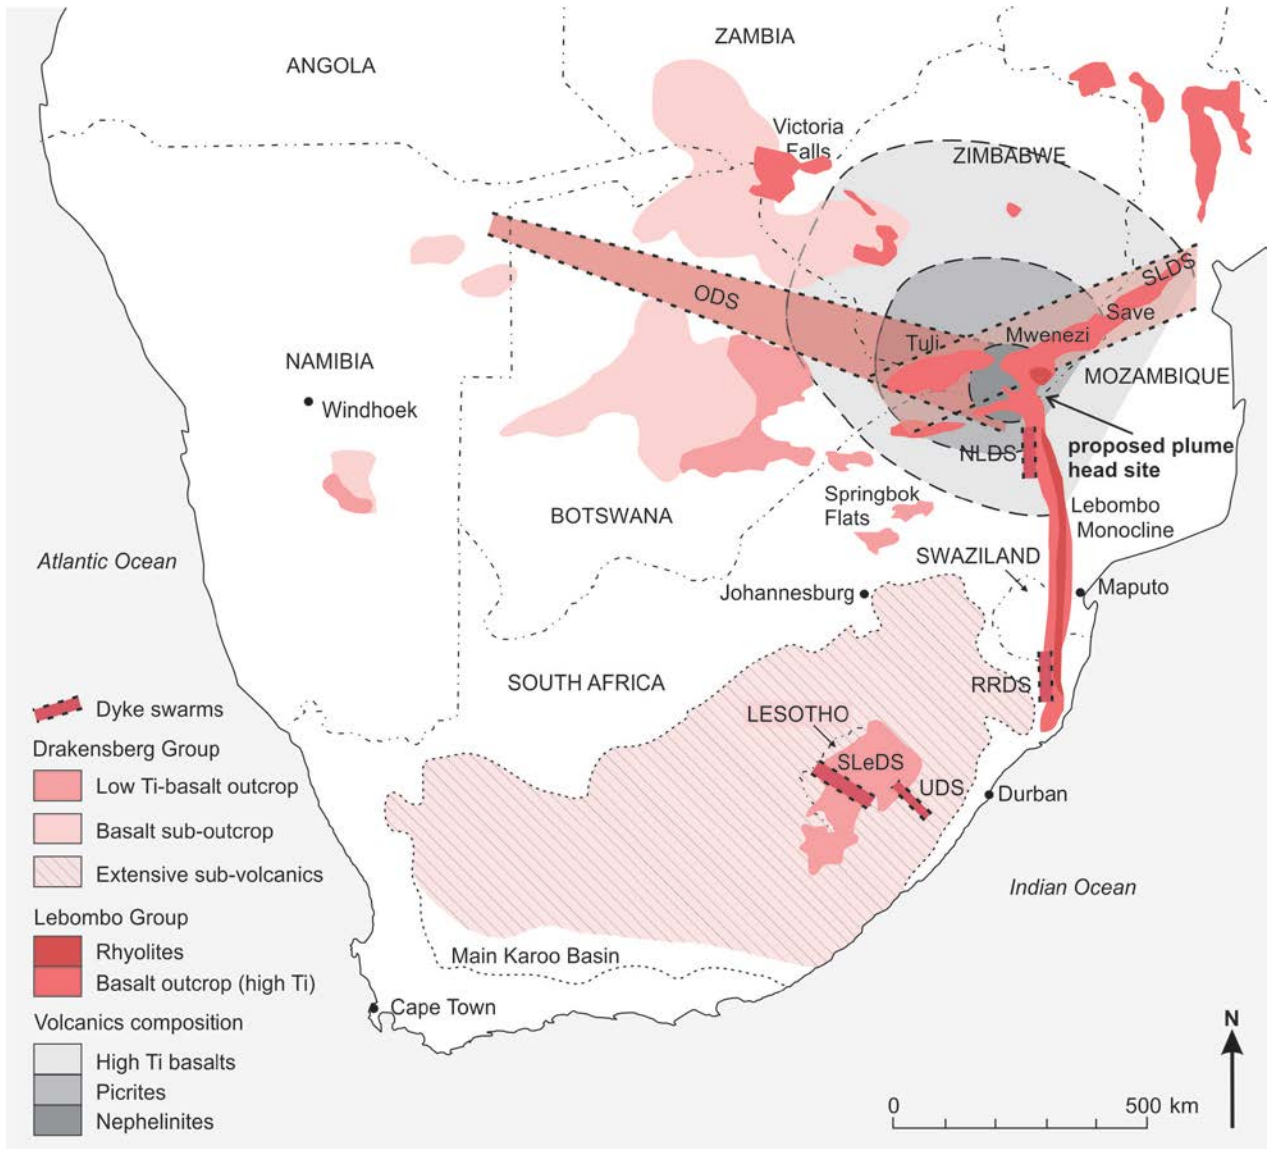 ZAMBIA
ANGOLA
Victoria
Falls
ZIMBABWE
SLDS
ODS
Save
Tuli
Mwenezi
NAMIBIA
MOZAMBIQUE
Windhoek
proposed plume
head site
NLDS
Springbok
Flats
Lebombo
Monocline
BOTSWANA
Atlantic Ocean
SWAZILAND
Johannesburg
Maputo
SOUTH AFRICA
RRDS
LESOTHO
SLeDS
UDS
Durban
Indian Ocean
Main Karoo Basin
Cape Town
Dyke swarms
Drakensberg Group
Low Ti-basalt outcrop
Basalt sub-outcrop
Extensive sub-volcanics
Lebombo Group
Rhyolites
Basalt outcrop (high Ti)
Volcanics composition
High Ti basalts
Picrites
Nephelinites
N
0 500 km